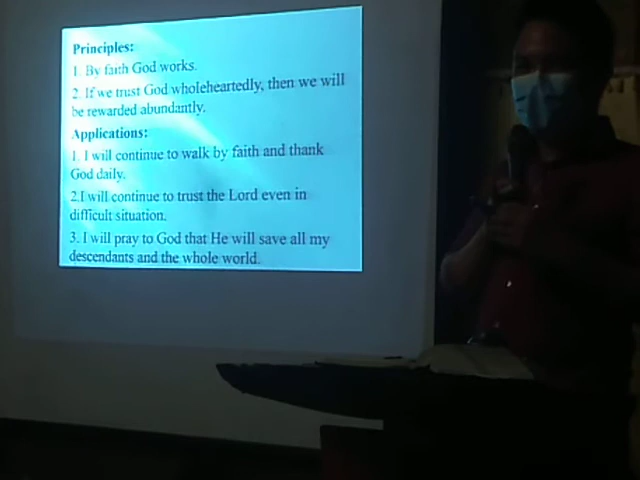 Principles:
1. By faith God works.
2. If we trust God wholeheartedly, then we will
be rewarded abundantly.
Applications:
1. I will continue to walk by faith and thank
God daily.
2.I will continue to trust the Lord even in
difficult situation.
3. I will pray to God that He will save all my
descendants and the whole world.